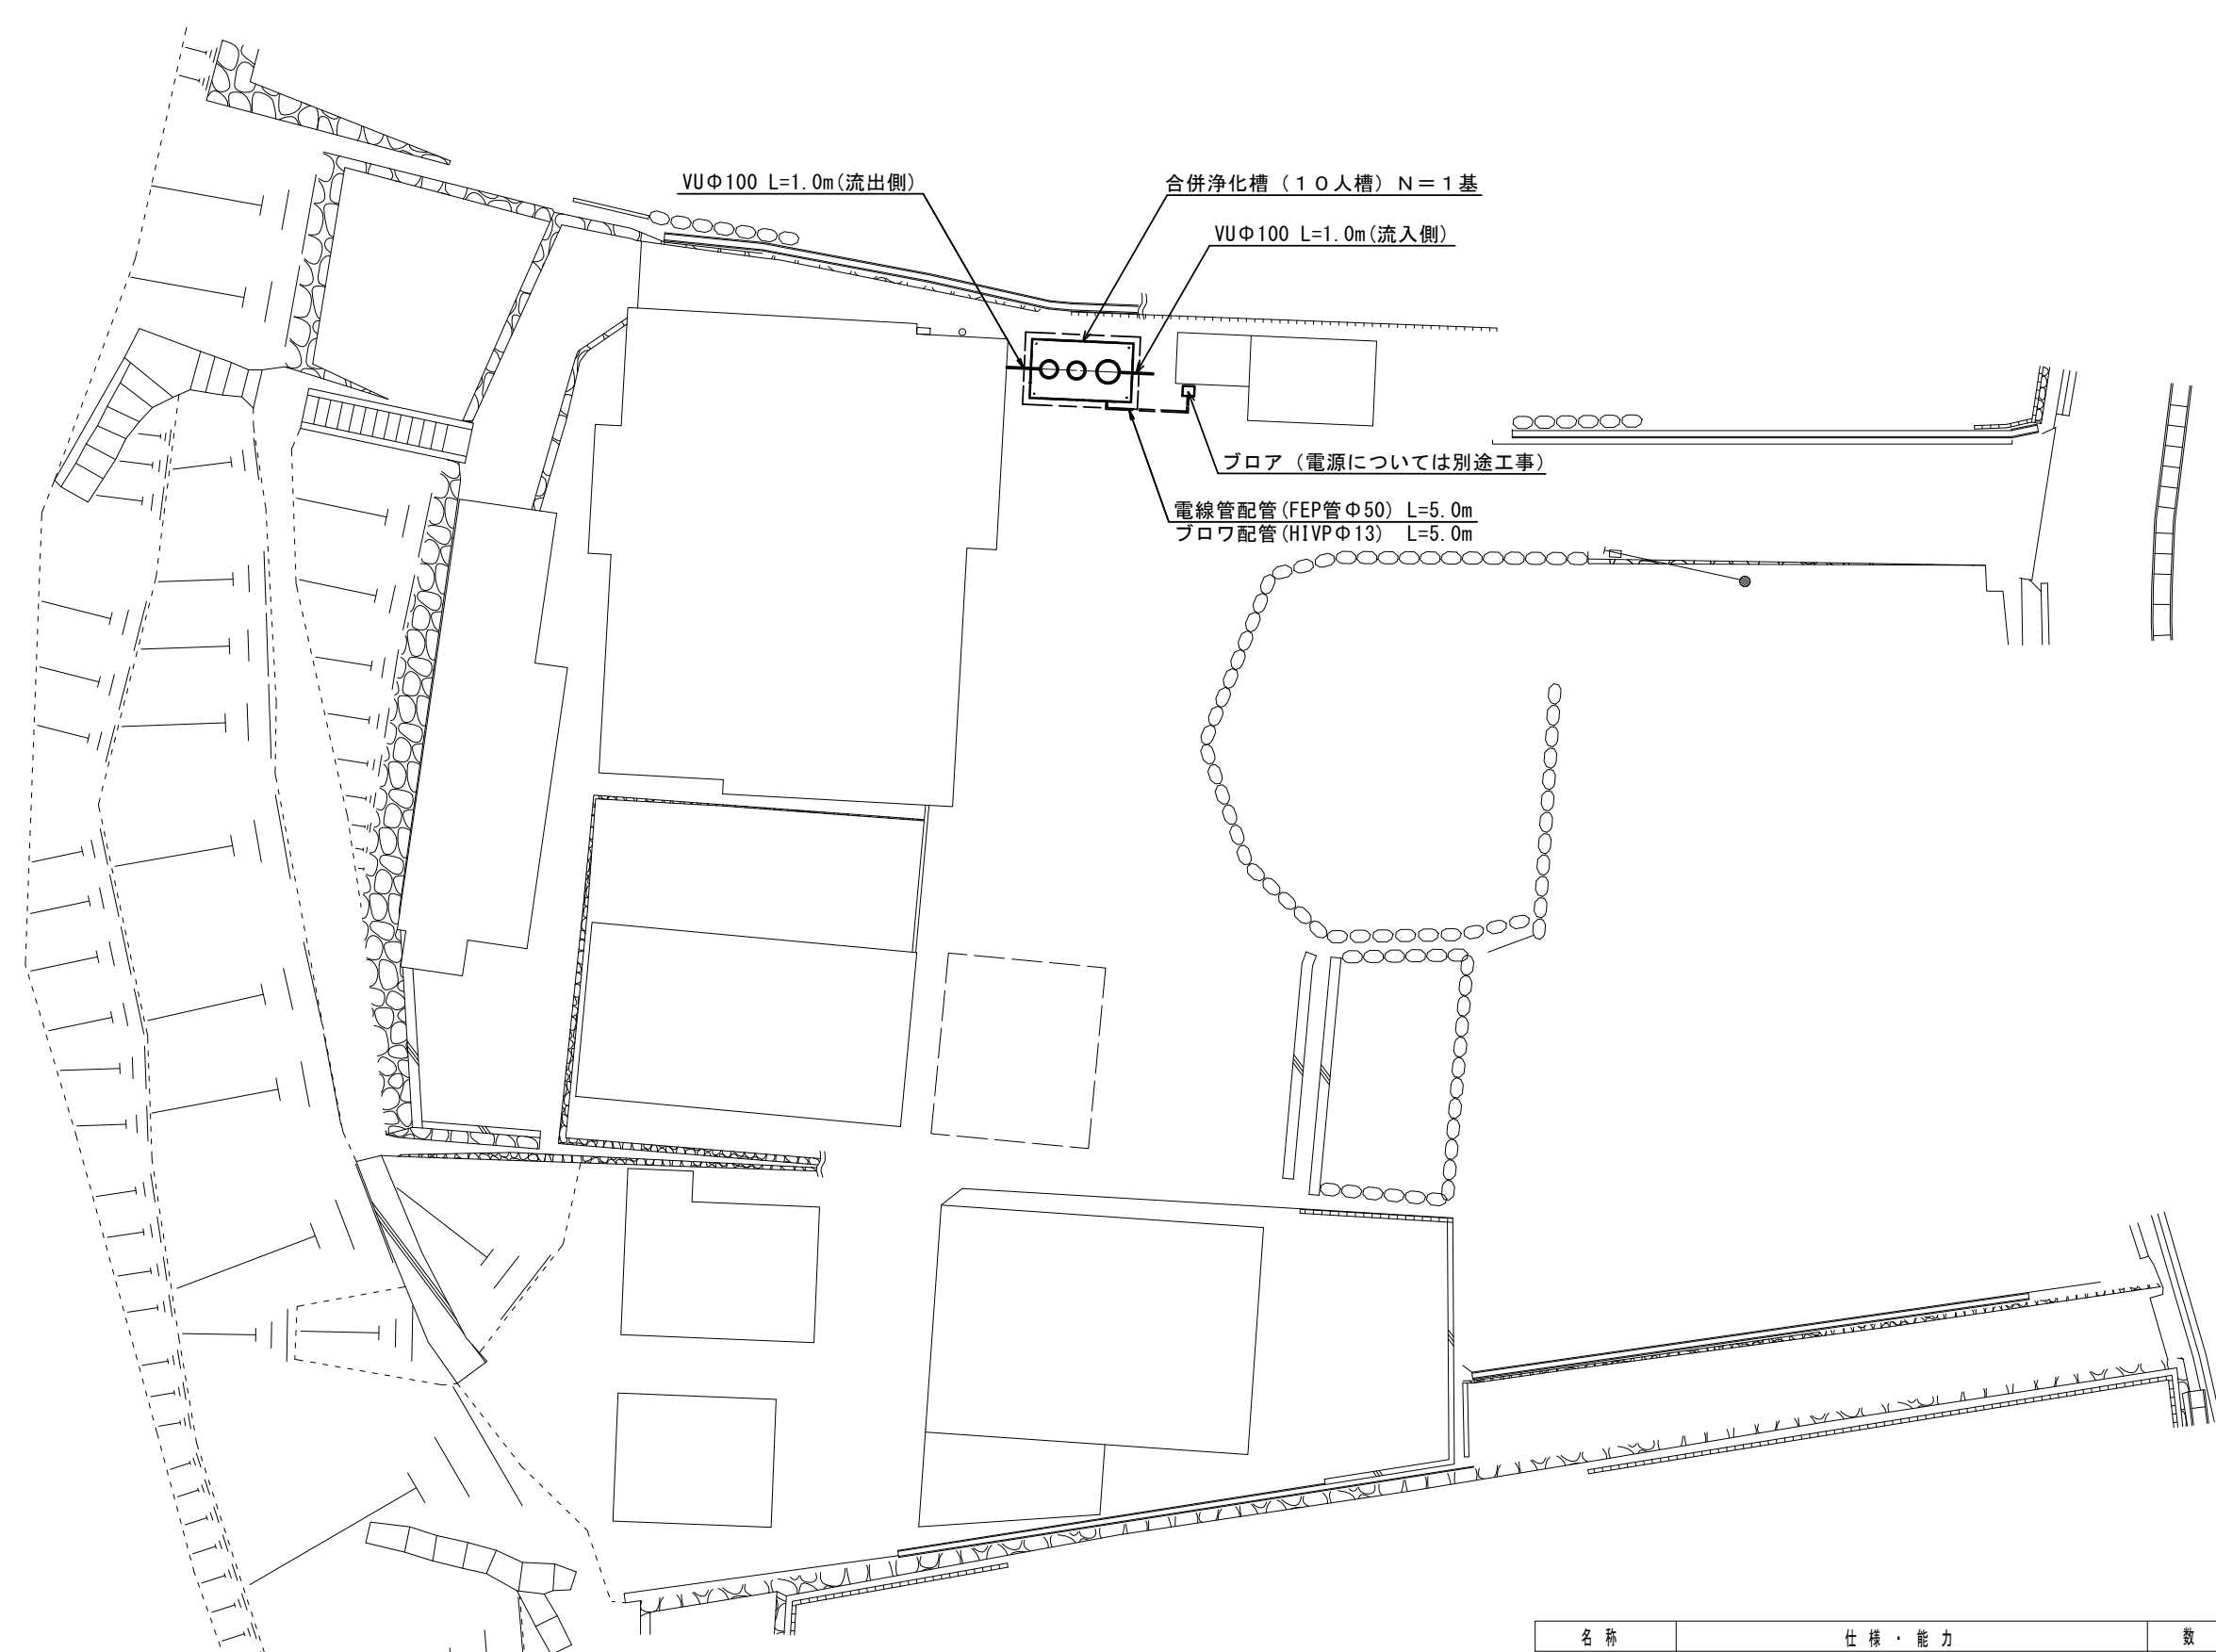 VUΦ100 L=1.0m(流出側)
合併浄化槽（１０人槽）Ｎ＝１基
VUΦ100 L=1.0m(流入側)
ブロア（電源については別途工事）
電線管配管(FEP管Φ50) L=5.0m
ブロワ配管(HIVPΦ13) L=5.0m
名称 仕様・能力 数